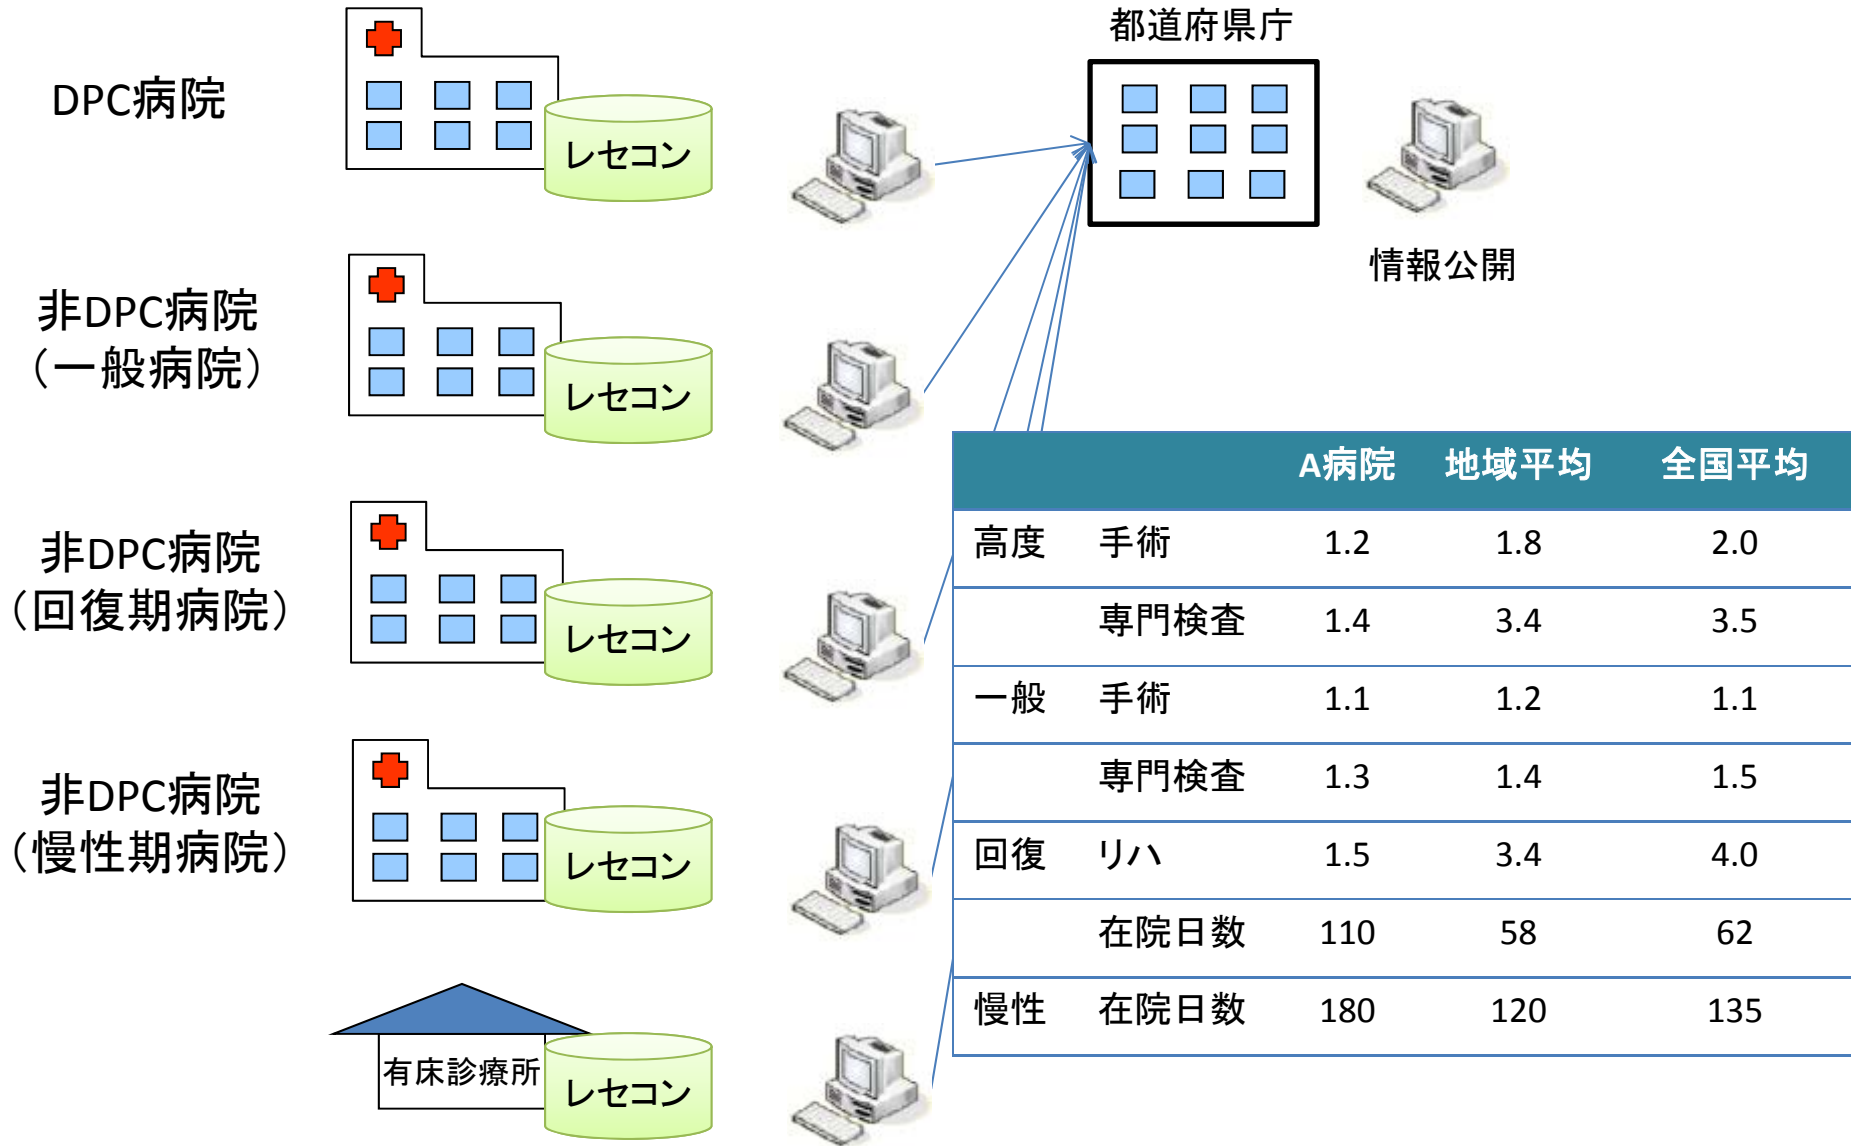 都道府県庁
DPC病院
レセコン
情報公開
非DPC病院
（一般病院）
レセコン
非DPC病院
（回復期病院）
レセコン
非DPC病院
（慢性期病院）
レセコン
有床診療所
レセコン
A病院 地域平均 全国平均
高度 手術 1.2 1.8 2.0
専門検査 1.4 3.4 3.5
一般 手術 1.1 1.2 1.1
専門検査 1.3 1.4 1.5
回復 リハ 1.5 3.4 4.0
在院日数 110 58 62
慢性 在院日数 180 120 135